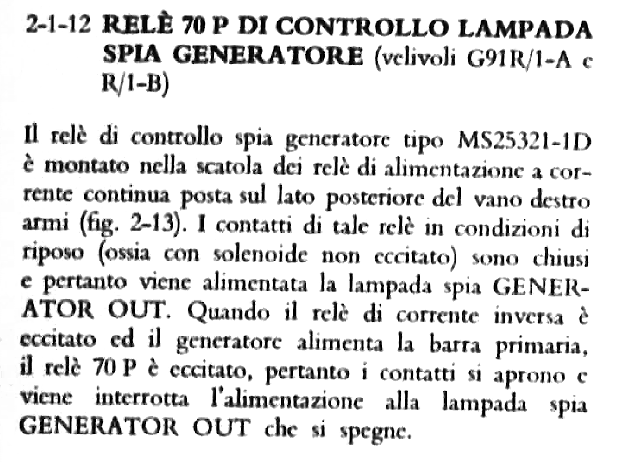 2-1-12 RELÈ 70 P DI CONTROLLO LAMPADA
SPIA GENERATORE (velivoli G91R/1-A e
R/1-B)
Il relè di controllo spia generatore tipo MS25321-1D
è montato nella scatola dei relè di alimentazione a cor-
rente continua posta sul lato posteriore del vano destro
armi (fig. 2-13). I contatti di tale relè in condizioni di
riposo (ossia con solenoide non eccitato) sono chiusi
e pertanto viene alimentata la lampada spia GENER-
ATOR OUT. Quando il relè di corrente inversa è
eccitato ed il generatore alimenta la barra primaria,
il relè 70 P è eccitato, pertanto i contatti si aprono e
viene interrotta l'alimentazione alla lampada spia
GENERATOR OUT che si spegne.